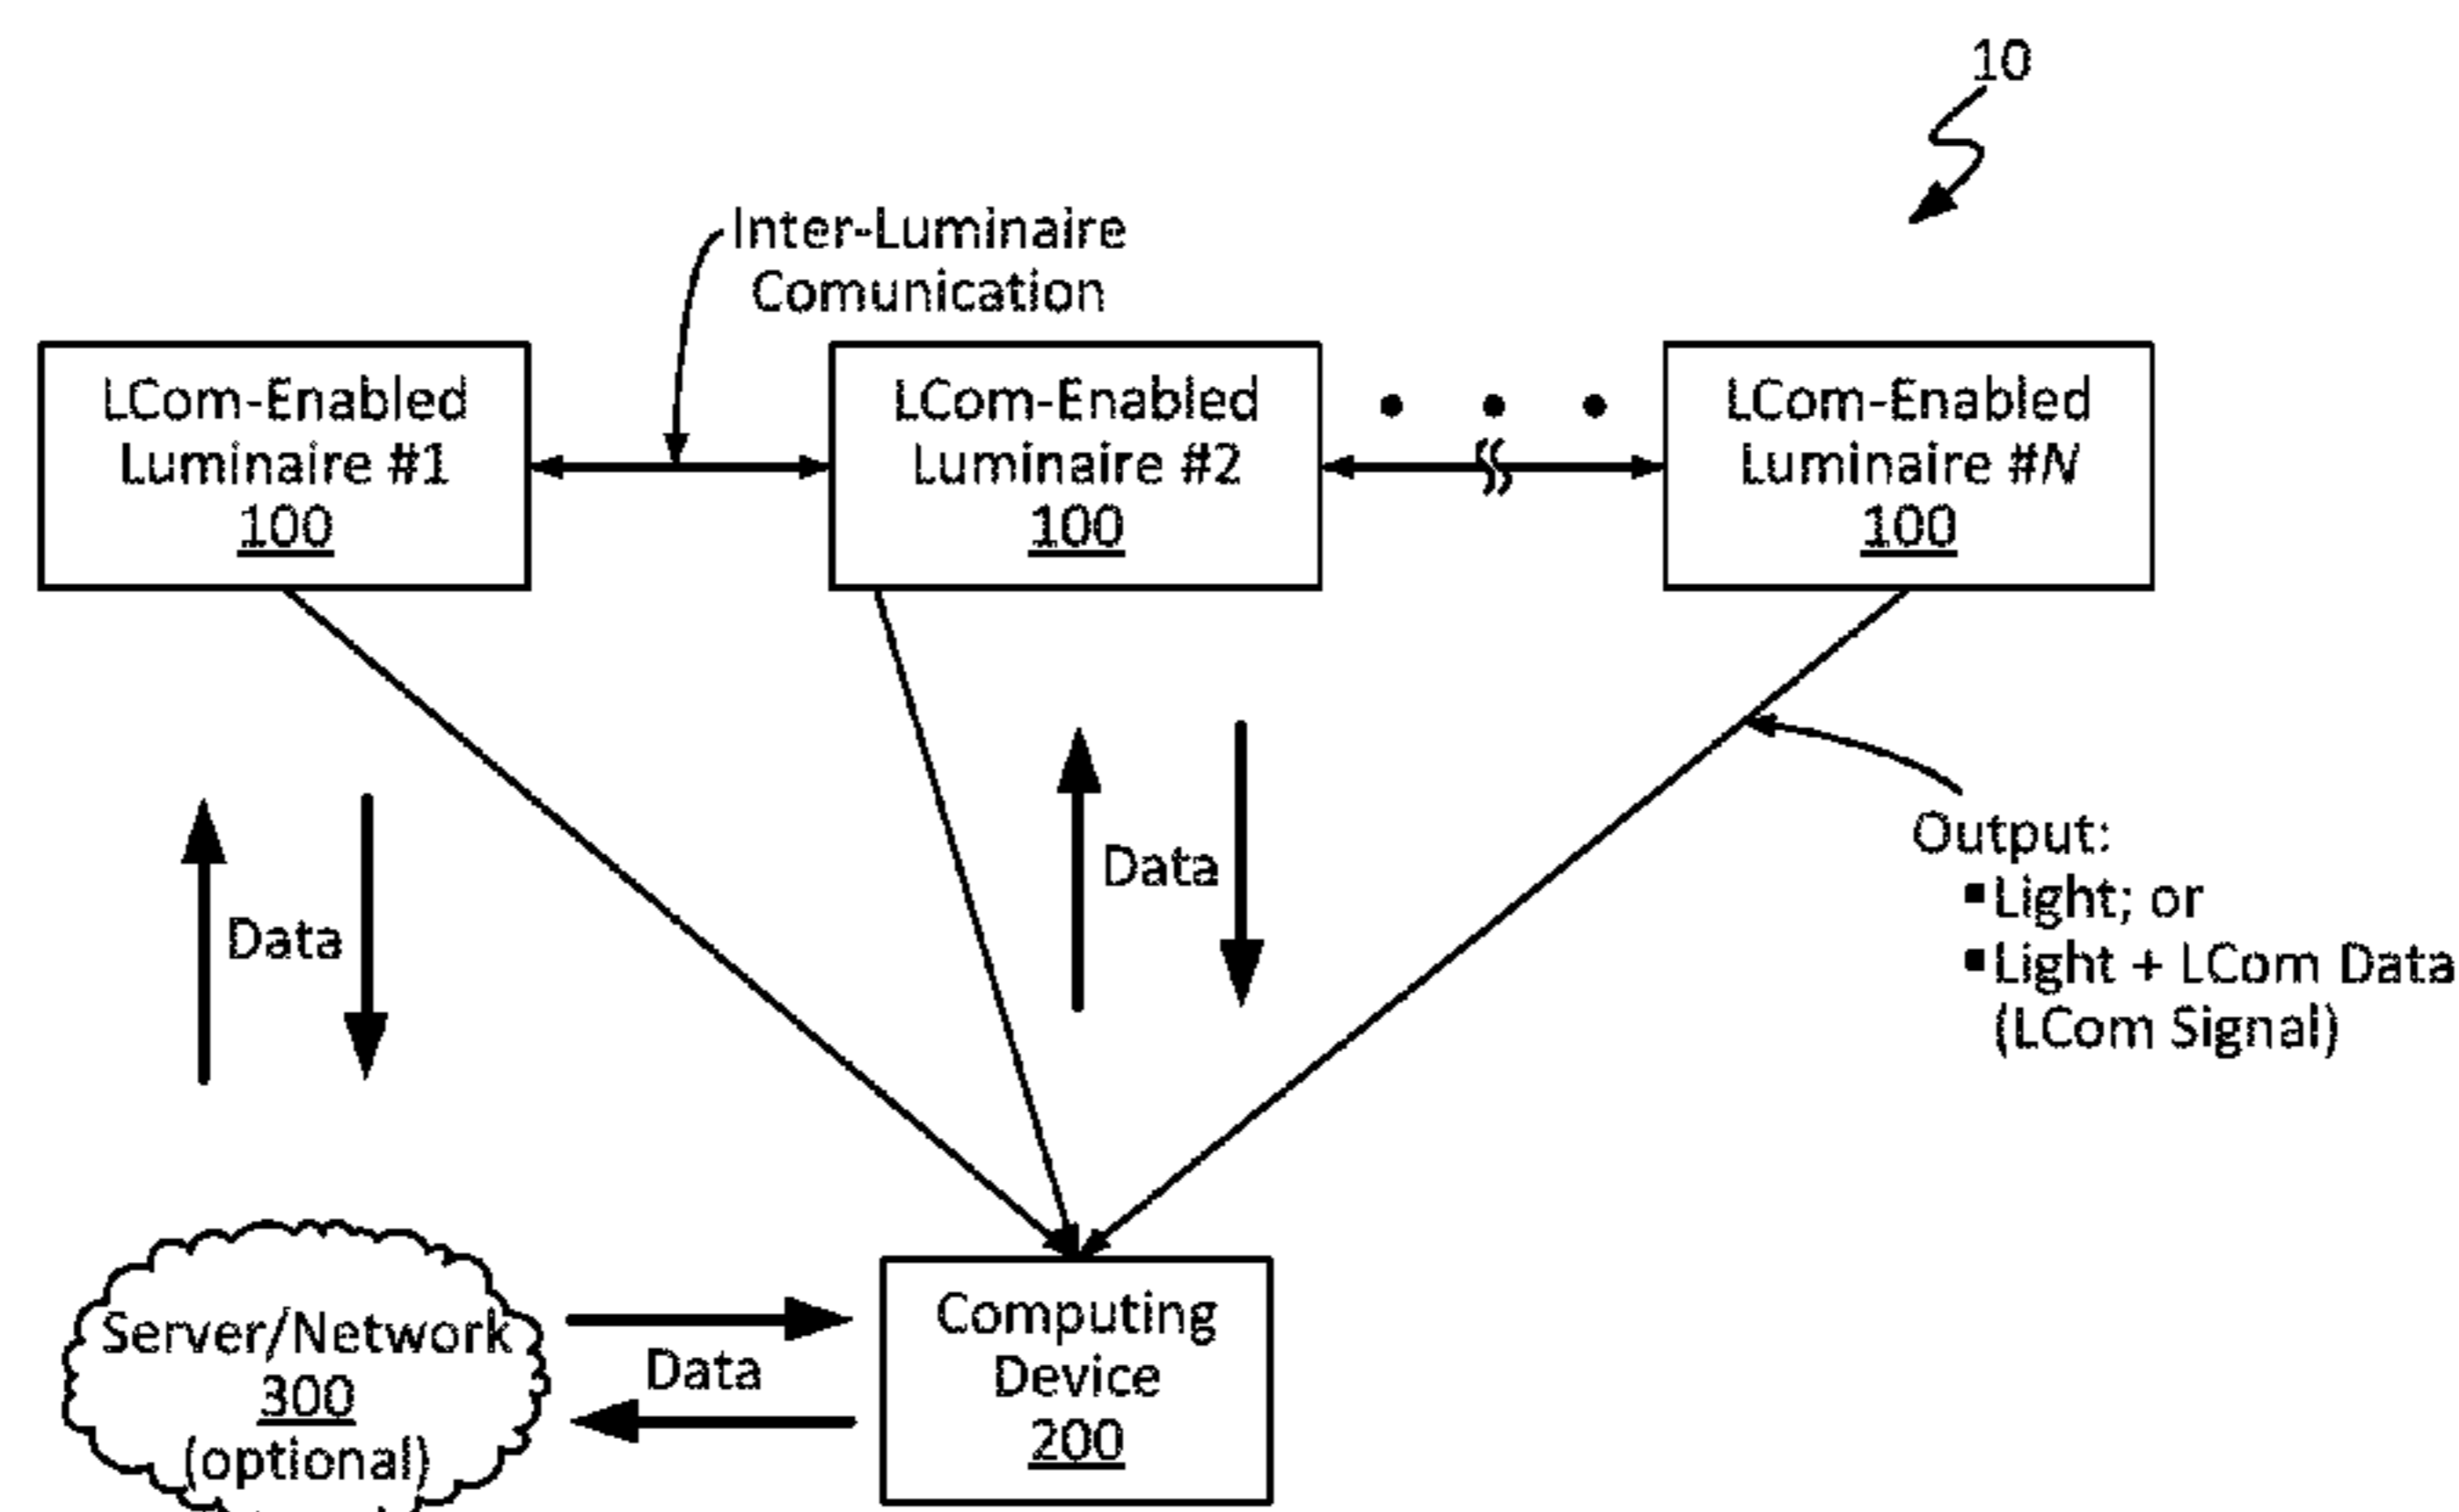 10
Inter-Luminaire
Comunication
LCom-Enabled
Luminaire #1
100
LCom-Enabled
Luminaire #2
100
LCom-Enabled
Luminaire #N
100
Data
Data
Output:
▪Light; or
▪Light + LCom Data
(LCom Signal)
Server/Network
300
(optional)
Data
Computing
Device
200